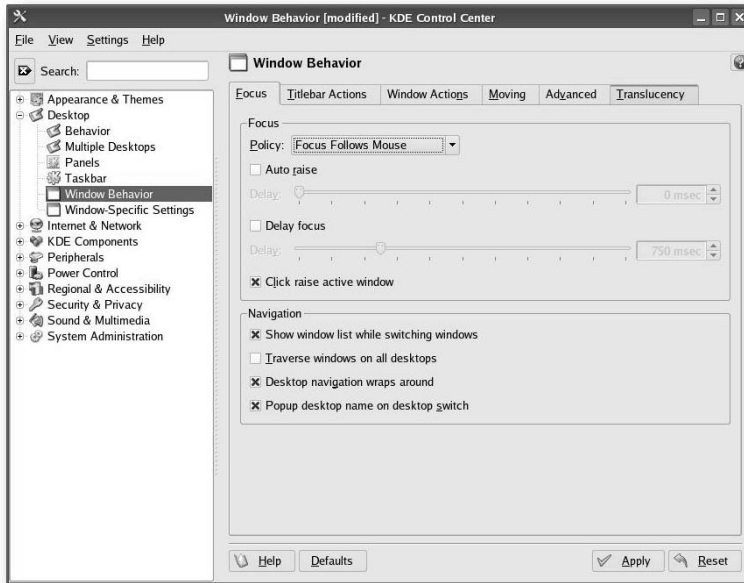 Window Behavior [modified] - KDE Control Center
File View Settings Help
Search:
Appearance & Themes
Desktop
Behavior
Multiple Desktops
Panels
Taskbar
Window Behavior
Window-Specific Settings
Internet & Network
KDE Components
Peripherals
Power Control
Regional & Accessibility
Security & Privacy
Sound & Multimedia
System Administration
Window Behavior
Focus Titlebar Actions Window Actions Moving Advanced Translucency
Focus
Policy: Focus Follows Mouse
Auto raise
Delay: 0 msec
Delay focus
Delay: 750 msec
Click raise active window
Navigation
Show window list while switching windows
Traverse windows on all desktops
Desktop navigation wraps around
Popup desktop name on desktop switch
Help Defaults Apply Reset